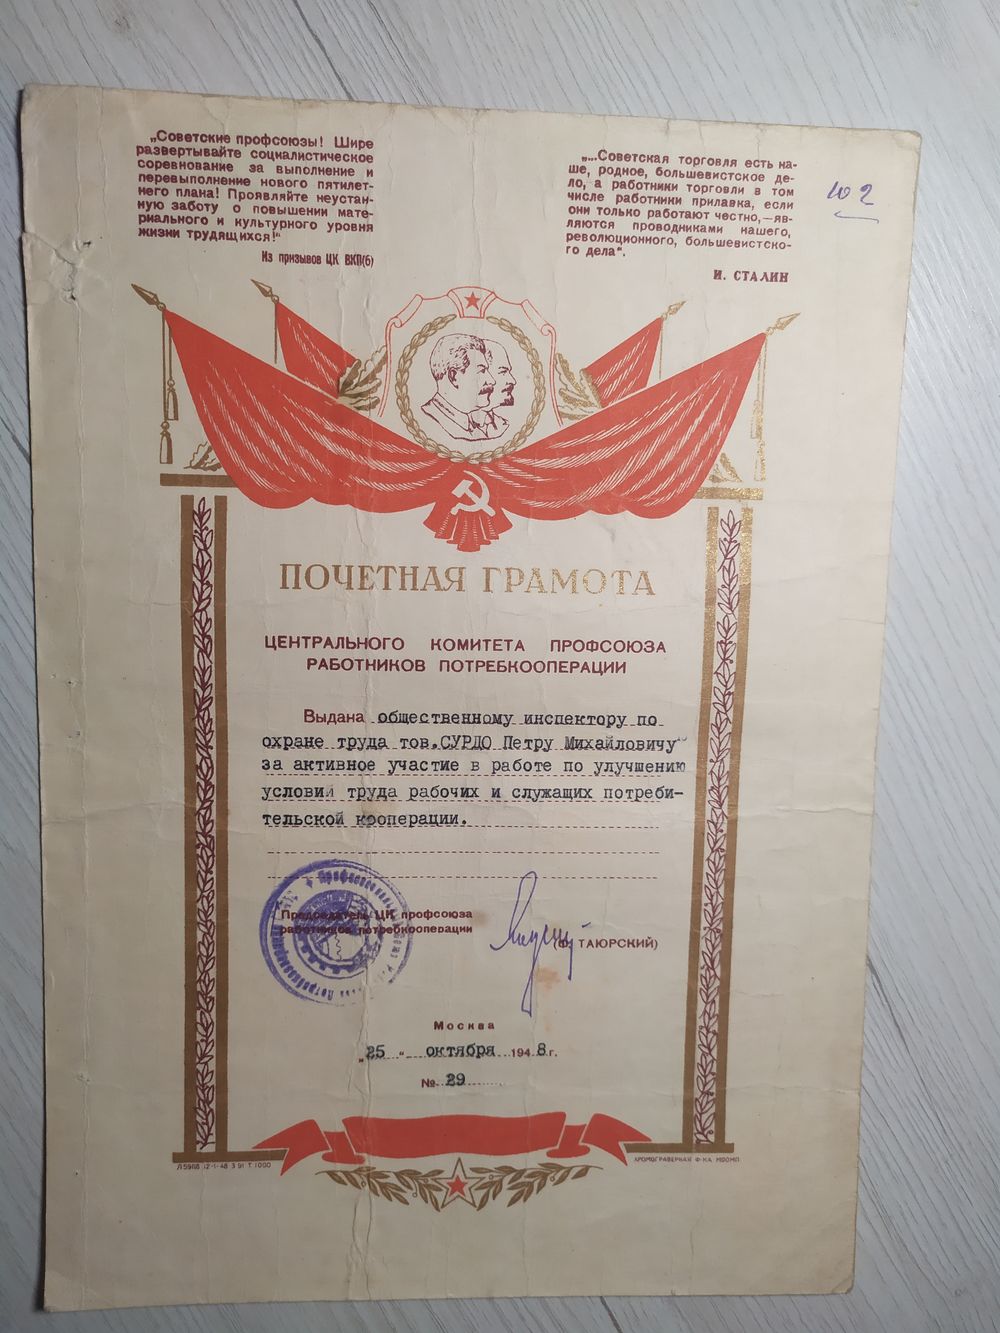 „Советские профсоюзы! Шире
развертывайте социалистическое
соревнование за выполнение и
перевыполнение нового пятилет-
него плана! Проявляйте неустан-
ную заботу о повышении мате-
риального и культурного уровня
жизни трудящихся!"
Из призывов ЦК ВКП(б)
„...Советская торговля есть на-
ше, родное, большевистское де-
ло, а работники торговли в том
числе работники прилавка, если
они только работают честно,—яв-
ляются проводниками нашего,
революционного, большевистско-
го дела".
И. СТАЛИН
ПОЧЕТНАЯ ГРАМОТА
ЦЕНТРАЛЬНОГО КОМИТЕТА ПРОФСОЮЗА
РАБОТНИКОВ ПОТРЕБКООПЕРАЦИИ
Выдана общественному инспектору по
охране труда тов.СУРДО Петру Михайловичу
за активное участие в работе по улучшению
условий труда рабочих и служащих потреби-
тельской кооперации.
Председатель ЦК профсоюза
работников потребкооперации
ТАЮРСКИЙ)
Москва
„25" октября 1948г.
№ 29